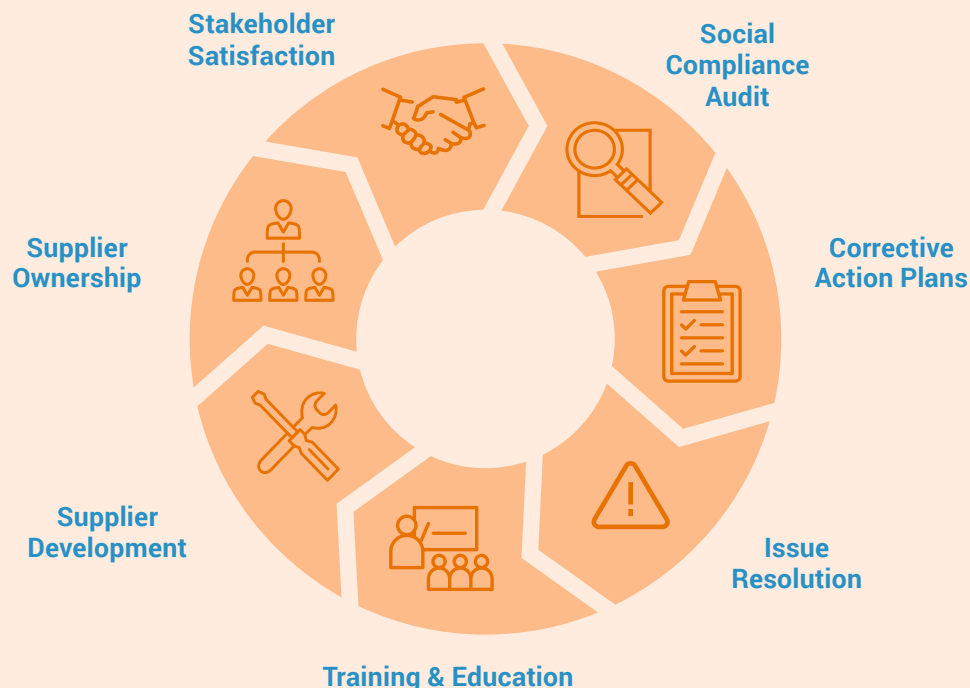 Stakeholder
Satisfaction
Social
Compliance
Audit
Corrective
Action Plans
Issue
Resolution
Training & Education
Supplier
Development
Supplier
Ownership